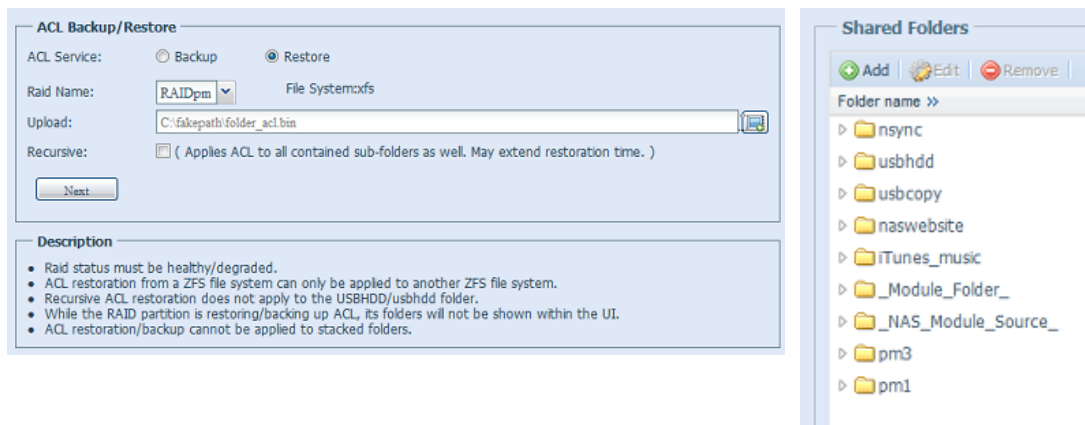 ACL Backup/Restore
ACL Service: Backup Restore
Raid Name: RAIDpm File System:xfs
Upload: C:\fakepath\folder_acl.bin
Recursive: ( Applies ACL to all contained sub-folders as well. May extend restoration time. )
Next
Description
• Raid status must be healthy/degraded.
• ACL restoration from a ZFS file system can only be applied to another ZFS file system.
• Recursive ACL restoration does not apply to the USBHDD/usbhdd folder.
• While the RAID partition is restoring/backing up ACL, its folders will not be shown within the UI.
• ACL restoration/backup cannot be applied to stacked folders.
Shared Folders
Add Edit Remove
Folder name »
nsync
usbhdd
usbcopy
naswebsite
iTunes_music
_Module_Folder_
_NAS_Module_Source_
pm3
pm1